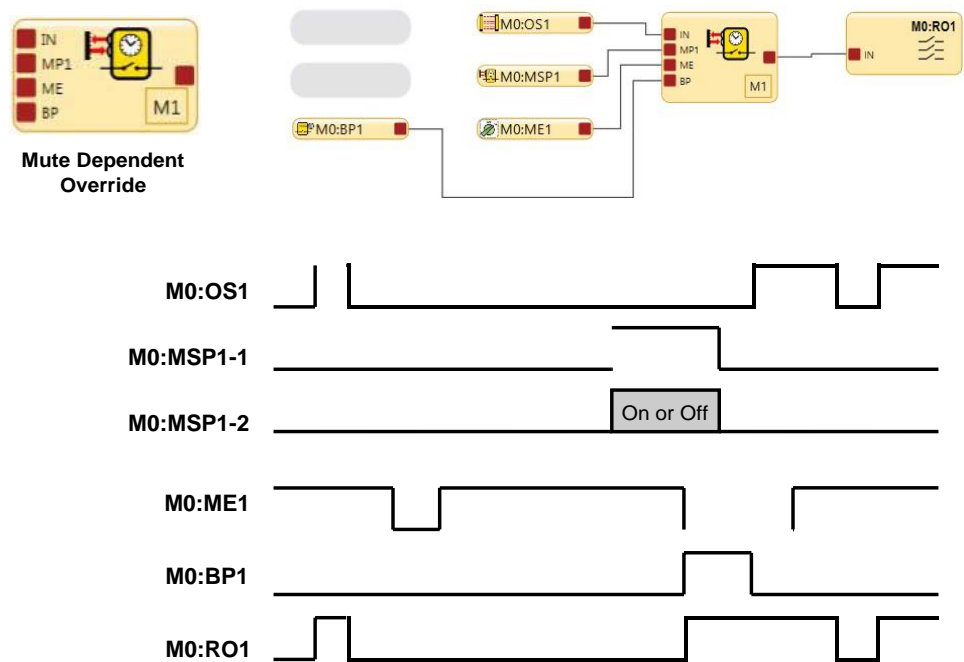 IN
MP1
ME
BP
M1
Mute Dependent
Override
M0:OS1
M0:MSP1
M0:BP1
M0:ME1
IN
MP1
ME
BP
M1
M0:RO1
IN
M0:OS1
M0:MSP1-1
M0:MSP1-2
On or Off
M0:ME1
M0:BP1
M0:RO1